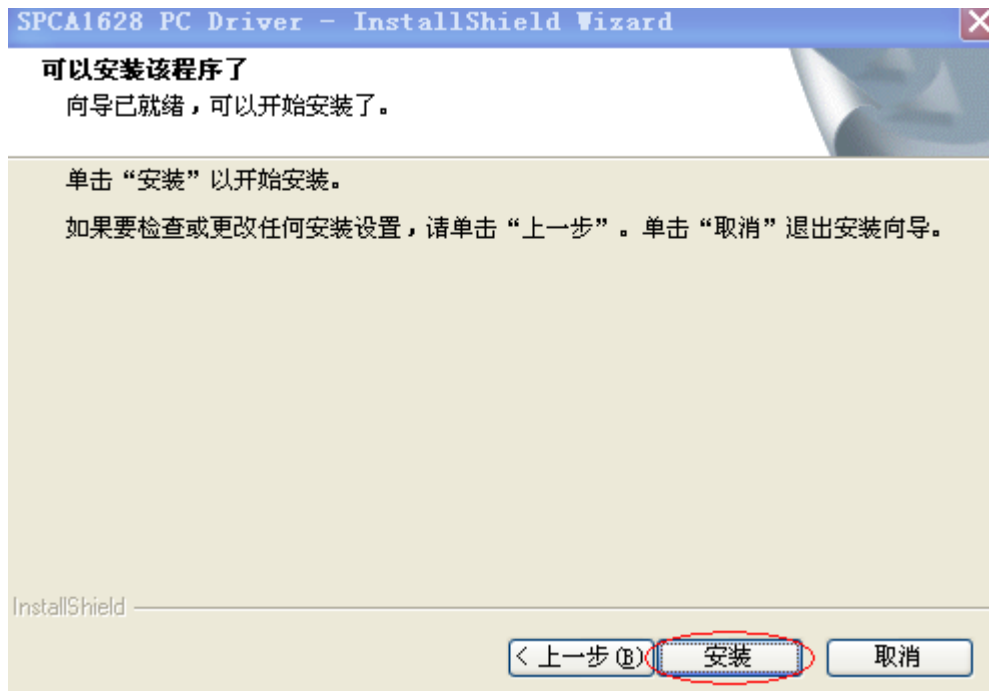 SPCA1628 PC Driver - InstallShield Wizard
可以安装该程序了
向导已就绪，可以开始安装了。
单击“安装”以开始安装。
如果要检查或更改任何安装设置，请单击“上一步”。单击“取消”退出安装向导。
InstallShield
< 上一步(B) 安装 取消